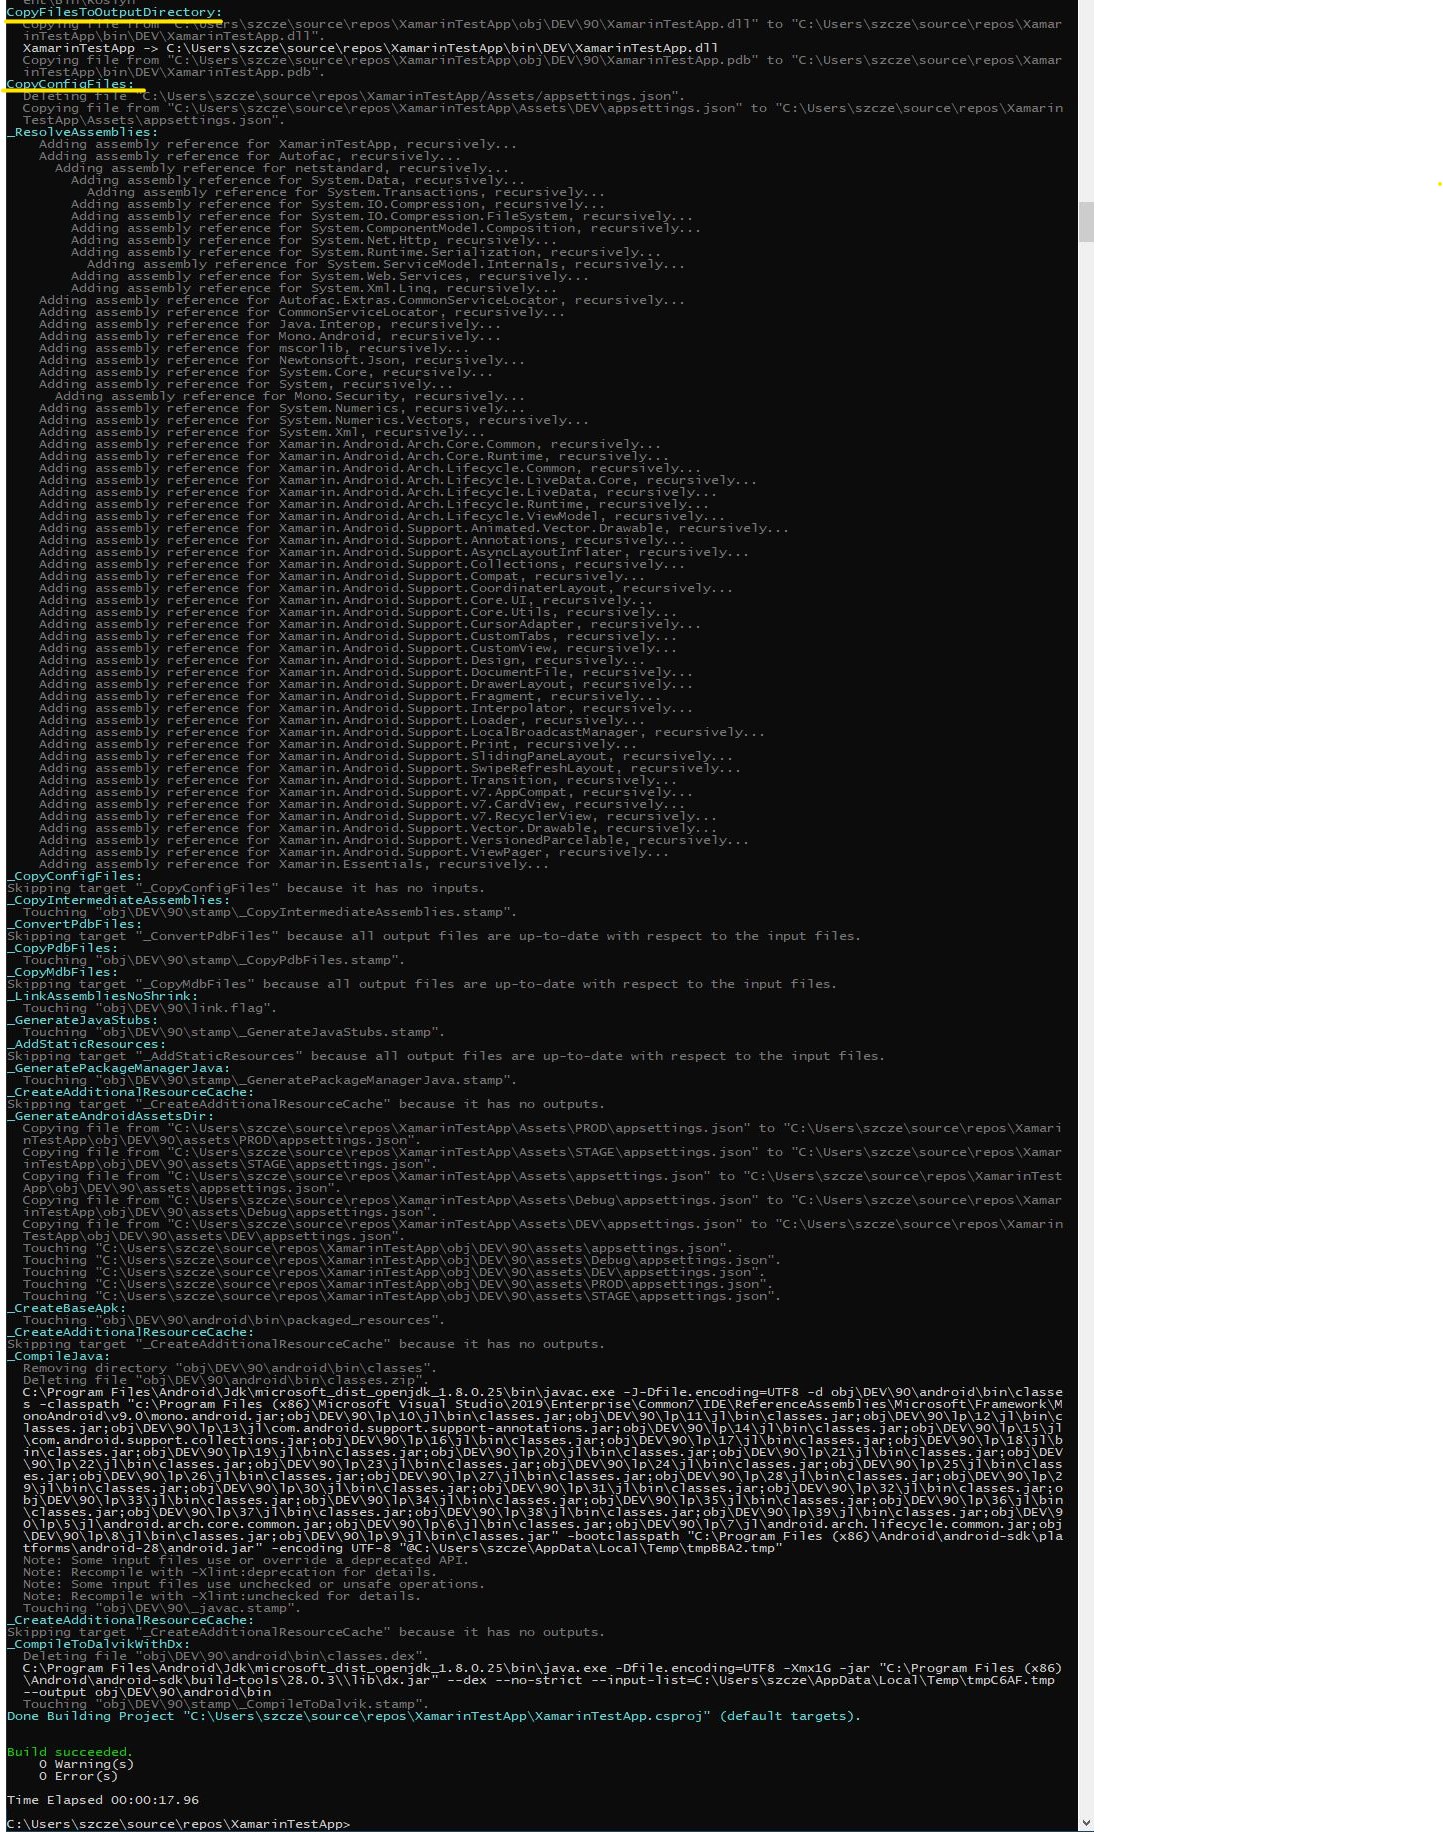 CopyFilesToOutputDirectory:
  Copying file from "C:\Users\szcze\source\repos\XamarinTestApp\obj\DEV\90\XamarinTestApp.dll" to "C:\Users\szcze\source\repos\Xamar
  inTestApp\bin\DEV\XamarinTestApp.dll".
  XamarinTestApp -> C:\Users\szcze\source\repos\XamarinTestApp\bin\DEV\XamarinTestApp.dll
  Copying file from "C:\Users\szcze\source\repos\XamarinTestApp\obj\DEV\90\XamarinTestApp.pdb" to "C:\Users\szcze\source\repos\Xamar
  inTestApp\bin\DEV\XamarinTestApp.pdb".
CopyConfigFiles:
  Deleting file "C:\Users\szcze\source\repos\XamarinTestApp/Assets/appsettings.json".
  Copying file from "C:\Users\szcze\source\repos\XamarinTestApp\Assets\DEV\appsettings.json" to "C:\Users\szcze\source\repos\Xamarin
  TestApp\Assets\appsettings.json".
_ResolveAssemblies:
    Adding assembly reference for XamarinTestApp, recursively...
    Adding assembly reference for Autofac, recursively...
      Adding assembly reference for netstandard, recursively...
        Adding assembly reference for System.Data, recursively...
          Adding assembly reference for System.Transactions, recursively...
        Adding assembly reference for System.IO.Compression, recursively...
        Adding assembly reference for System.IO.Compression.FileSystem, recursively...
        Adding assembly reference for System.ComponentModel.Composition, recursively...
        Adding assembly reference for System.Net.Http, recursively...
        Adding assembly reference for System.Runtime.Serialization, recursively...
          Adding assembly reference for System.ServiceModel.Internals, recursively...
        Adding assembly reference for System.Web.Services, recursively...
        Adding assembly reference for System.Xml.Linq, recursively...
    Adding assembly reference for Autofac.Extras.CommonServiceLocator, recursively...
    Adding assembly reference for CommonServiceLocator, recursively...
    Adding assembly reference for Java.Interop, recursively...
    Adding assembly reference for Mono.Android, recursively...
    Adding assembly reference for mscorlib, recursively...
    Adding assembly reference for Newtonsoft.Json, recursively...
    Adding assembly reference for System.Core, recursively...
    Adding assembly reference for System, recursively...
      Adding assembly reference for Mono.Security, recursively...
    Adding assembly reference for System.Numerics, recursively...
    Adding assembly reference for System.Numerics.Vectors, recursively...
    Adding assembly reference for System.Xml, recursively...
    Adding assembly reference for Xamarin.Android.Arch.Core.Common, recursively...
    Adding assembly reference for Xamarin.Android.Arch.Core.Runtime, recursively...
    Adding assembly reference for Xamarin.Android.Arch.Lifecycle.Common, recursively...
    Adding assembly reference for Xamarin.Android.Arch.Lifecycle.LiveData.Core, recursively...
    Adding assembly reference for Xamarin.Android.Arch.Lifecycle.LiveData, recursively...
    Adding assembly reference for Xamarin.Android.Arch.Lifecycle.Runtime, recursively...
    Adding assembly reference for Xamarin.Android.Arch.Lifecycle.ViewModel, recursively...
    Adding assembly reference for Xamarin.Android.Support.Animated.Vector.Drawable, recursively...
    Adding assembly reference for Xamarin.Android.Support.Annotations, recursively...
    Adding assembly reference for Xamarin.Android.Support.AsyncLayoutInflater, recursively...
    Adding assembly reference for Xamarin.Android.Support.Collections, recursively...
    Adding assembly reference for Xamarin.Android.Support.Compat, recursively...
    Adding assembly reference for Xamarin.Android.Support.CoordinaterLayout, recursively...
    Adding assembly reference for Xamarin.Android.Support.Core.UI, recursively...
    Adding assembly reference for Xamarin.Android.Support.Core.Utils, recursively...
    Adding assembly reference for Xamarin.Android.Support.CursorAdapter, recursively...
    Adding assembly reference for Xamarin.Android.Support.CustomTabs, recursively...
    Adding assembly reference for Xamarin.Android.Support.CustomView, recursively...
    Adding assembly reference for Xamarin.Android.Support.Design, recursively...
    Adding assembly reference for Xamarin.Android.Support.DocumentFile, recursively...
    Adding assembly reference for Xamarin.Android.Support.DrawerLayout, recursively...
    Adding assembly reference for Xamarin.Android.Support.Fragment, recursively...
    Adding assembly reference for Xamarin.Android.Support.Interpolator, recursively...
    Adding assembly reference for Xamarin.Android.Support.Loader, recursively...
    Adding assembly reference for Xamarin.Android.Support.LocalBroadcastManager, recursively...
    Adding assembly reference for Xamarin.Android.Support.Print, recursively...
    Adding assembly reference for Xamarin.Android.Support.SlidingPaneLayout, recursively...
    Adding assembly reference for Xamarin.Android.Support.SwipeRefreshLayout, recursively...
    Adding assembly reference for Xamarin.Android.Support.Transition, recursively...
    Adding assembly reference for Xamarin.Android.Support.v7.AppCompat, recursively...
    Adding assembly reference for Xamarin.Android.Support.v7.CardView, recursively...
    Adding assembly reference for Xamarin.Android.Support.v7.RecyclerView, recursively...
    Adding assembly reference for Xamarin.Android.Support.Vector.Drawable, recursively...
    Adding assembly reference for Xamarin.Android.Support.VersionedParcelable, recursively...
    Adding assembly reference for Xamarin.Android.Support.ViewPager, recursively...
    Adding assembly reference for Xamarin.Essentials, recursively...
_CopyConfigFiles:
Skipping target "_CopyConfigFiles" because it has no inputs.
_CopyIntermediateAssemblies:
  Touching "obj\DEV\90\stamp\_CopyIntermediateAssemblies.stamp".
_ConvertPdbFiles:
Skipping target "_ConvertPdbFiles" because all output files are up-to-date with respect to the input files.
_CopyPdbFiles:
  Touching "obj\DEV\90\stamp\_CopyPdbFiles.stamp".
_CopyMdbFiles:
Skipping target "_CopyMdbFiles" because all output files are up-to-date with respect to the input files.
_LinkAssembliesNoShrink:
  Touching "obj\DEV\90\link.flag".
_GenerateJavaStubs:
  Touching "obj\DEV\90\stamp\_GenerateJavaStubs.stamp".
_AddStaticResources:
Skipping target "_AddStaticResources" because all output files are up-to-date with respect to the input files.
_GeneratePackageManagerJava:
  Touching "obj\DEV\90\stamp\_GeneratePackageManagerJava.stamp".
_CreateAdditionalResourceCache:
Skipping target "_CreateAdditionalResourceCache" because it has no outputs.
_GenerateAndroidAssetsDir:
  Copying file from "C:\Users\szcze\source\repos\XamarinTestApp\Assets\PROD\appsettings.json" to "C:\Users\szcze\source\repos\Xamari
  nTestApp\obj\DEV\90\assets\PROD\appsettings.json".
  Copying file from "C:\Users\szcze\source\repos\XamarinTestApp\Assets\STAGE\appsettings.json" to "C:\Users\szcze\source\repos\Xamar
  inTestApp\obj\DEV\90\assets\STAGE\appsettings.json".
  Copying file from "C:\Users\szcze\source\repos\XamarinTestApp\Assets\appsettings.json" to "C:\Users\szcze\source\repos\XamarinTest
  App\obj\DEV\90\assets\appsettings.json".
  Copying file from "C:\Users\szcze\source\repos\XamarinTestApp\Assets\Debug\appsettings.json" to "C:\Users\szcze\source\repos\Xamar
  inTestApp\obj\DEV\90\assets\Debug\appsettings.json".
  Copying file from "C:\Users\szcze\source\repos\XamarinTestApp\Assets\DEV\appsettings.json" to "C:\Users\szcze\source\repos\Xamarin
  TestApp\obj\DEV\90\assets\DEV\appsettings.json".
  Touching "C:\Users\szcze\source\repos\XamarinTestApp\obj\DEV\90\assets\appsettings.json".
  Touching "C:\Users\szcze\source\repos\XamarinTestApp\obj\DEV\90\assets\Debug\appsettings.json".
  Touching "C:\Users\szcze\source\repos\XamarinTestApp\obj\DEV\90\assets\DEV\appsettings.json".
  Touching "C:\Users\szcze\source\repos\XamarinTestApp\obj\DEV\90\assets\PROD\appsettings.json".
  Touching "C:\Users\szcze\source\repos\XamarinTestApp\obj\DEV\90\assets\STAGE\appsettings.json".
_CreateBaseApk:
  Touching "obj\DEV\90\android\bin\packaged_resources".
_CreateAdditionalResourceCache:
Skipping target "_CreateAdditionalResourceCache" because it has no outputs.
_CompileJava:
  Removing directory "obj\DEV\90\android\bin\classes".
  Deleting file "obj\DEV\90\android\bin\classes.zip".
  C:\Program Files\Android\Jdk\microsoft_dist_openjdk_1.8.0.25\bin\javac.exe -J-Dfile.encoding=UTF8 -d obj\DEV\90\android\bin\classe
  s -classpath "c:\Program Files (x86)\Microsoft Visual Studio\2019\Enterprise\Common7\IDE\ReferenceAssemblies\Microsoft\Framework\M
  onoAndroid\v9.0\mono.android.jar;obj\DEV\90\lp\10\jl\bin\classes.jar;obj\DEV\90\lp\11\jl\bin\classes.jar;obj\DEV\90\lp\12\jl\bin\c
  lasses.jar;obj\DEV\90\lp\13\jl\com.android.support.support-annotations.jar;obj\DEV\90\lp\14\jl\bin\classes.jar;obj\DEV\90\lp\15\jl
  \com.android.support.collections.jar;obj\DEV\90\lp\16\jl\bin\classes.jar;obj\DEV\90\lp\17\jl\bin\classes.jar;obj\DEV\90\lp\18\jl\b
  in\classes.jar;obj\DEV\90\lp\19\jl\bin\classes.jar;obj\DEV\90\lp\20\jl\bin\classes.jar;obj\DEV\90\lp\21\jl\bin\classes.jar;obj\DEV
  \90\lp\22\jl\bin\classes.jar;obj\DEV\90\lp\23\jl\bin\classes.jar;obj\DEV\90\lp\24\jl\bin\classes.jar;obj\DEV\90\lp\25\jl\bin\class
  es.jar;obj\DEV\90\lp\26\jl\bin\classes.jar;obj\DEV\90\lp\27\jl\bin\classes.jar;obj\DEV\90\lp\28\jl\bin\classes.jar;obj\DEV\90\lp\2
  9\jl\bin\classes.jar;obj\DEV\90\lp\30\jl\bin\classes.jar;obj\DEV\90\lp\31\jl\bin\classes.jar;obj\DEV\90\lp\32\jl\bin\classes.jar;o
  bj\DEV\90\lp\33\jl\bin\classes.jar;obj\DEV\90\lp\34\jl\bin\classes.jar;obj\DEV\90\lp\35\jl\bin\classes.jar;obj\DEV\90\lp\36\jl\bin
  \classes.jar;obj\DEV\90\lp\37\jl\bin\classes.jar;obj\DEV\90\lp\38\jl\bin\classes.jar;obj\DEV\90\lp\39\jl\bin\classes.jar;obj\DEV\9
  0\lp\5\jl\android.arch.core.common.jar;obj\DEV\90\lp\6\jl\bin\classes.jar;obj\DEV\90\lp\7\jl\android.arch.lifecycle.common.jar;obj
  \DEV\90\lp\8\jl\bin\classes.jar;obj\DEV\90\lp\9\jl\bin\classes.jar" -bootclasspath "C:\Program Files (x86)\Android\android-sdk\pla
  tforms\android-28\android.jar" -encoding UTF-8 "@C:\Users\szcze\AppData\Local\Temp\tmpBBA2.tmp"
  Note: Some input files use or override a deprecated API.
  Note: Recompile with -Xlint:deprecation for details.
  Note: Some input files use unchecked or unsafe operations.
  Note: Recompile with -Xlint:unchecked for details.
  Touching "obj\DEV\90\_javac.stamp".
_CreateAdditionalResourceCache:
Skipping target "_CreateAdditionalResourceCache" because it has no outputs.
_CompileToDalvikWithDx:
  Deleting file "obj\DEV\90\android\bin\classes.dex".
  C:\Program Files\Android\Jdk\microsoft_dist_openjdk_1.8.0.25\bin\java.exe -Dfile.encoding=UTF8 -Xmx1G -jar "C:\Program Files (x86)
  \Android\android-sdk\build-tools\28.0.3\\lib\dx.jar" --dex --no-strict --input-list=C:\Users\szcze\AppData\Local\Temp\tmpC6AF.tmp
  --output obj\DEV\90\android\bin
  Touching "obj\DEV\90\stamp\_CompileToDalvik.stamp".
Done Building Project "C:\Users\szcze\source\repos\XamarinTestApp\XamarinTestApp.csproj" (default targets).
Build succeeded.
    0 Warning(s)
    0 Error(s)
Time Elapsed 00:00:17.96
C:\Users\szcze\source\repos\XamarinTestApp>